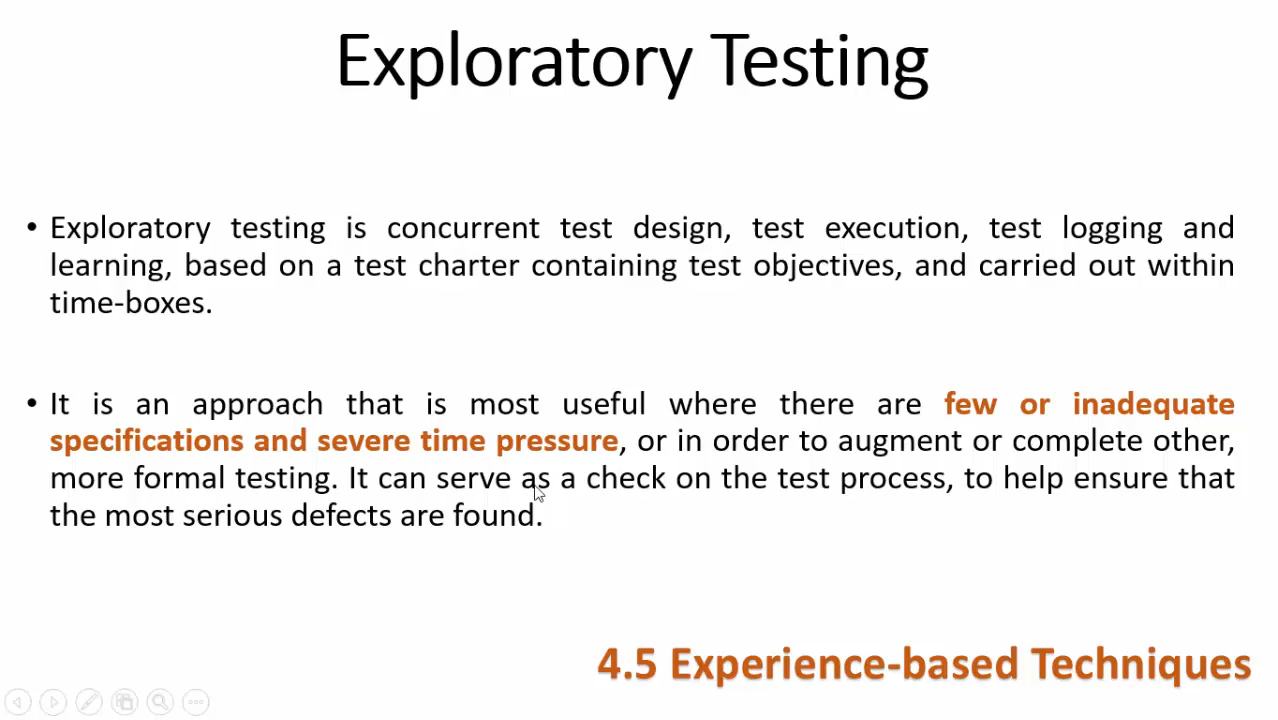 Exploratory Testing
• Exploratory testing is concurrent test design, test execution, test logging and
learning, based on a test charter containing test objectives, and carried out within
time-boxes.
• It is an approach that is most useful where there are few or inadequate
specifications and severe time pressure, or in order to augment or complete other,
more formal testing. It can serve as a check on the test process, to help ensure that
the most serious defects are found.
4.5 Experience-based Techniques